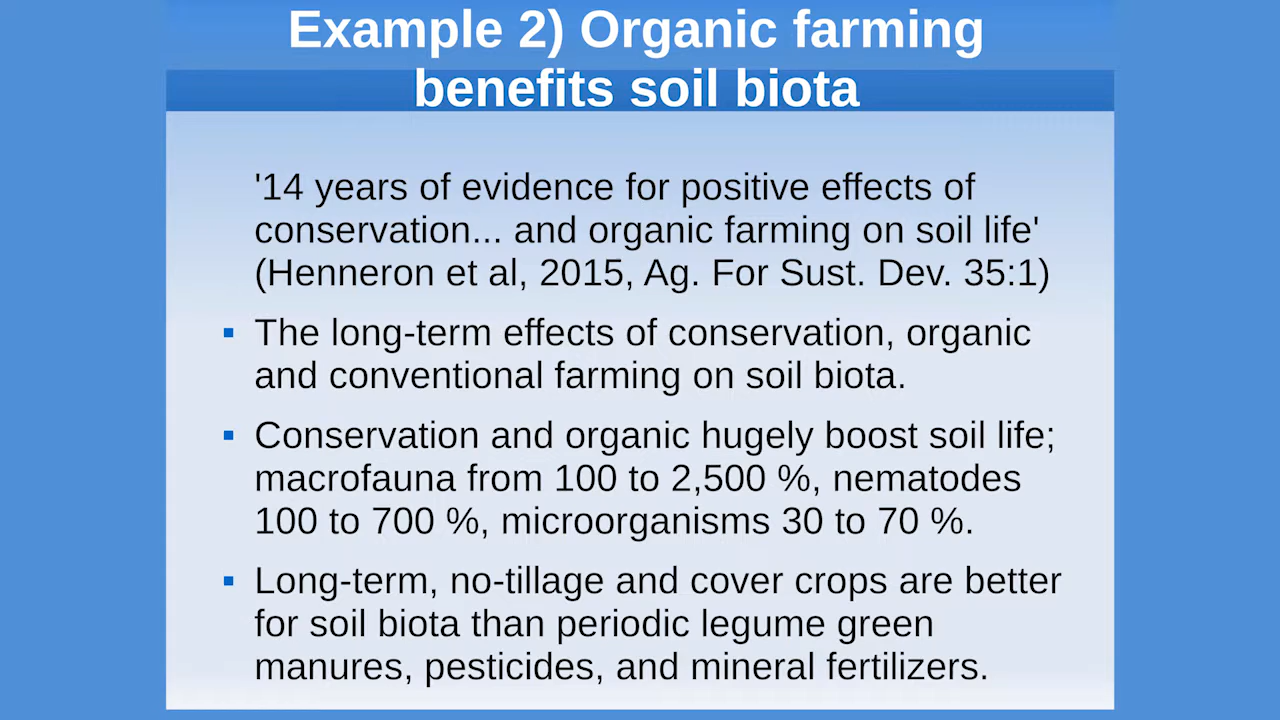 Example 2) Organic farming
benefits soil biota
'14 years of evidence for positive effects of
conservation... and organic farming on soil life'
(Henneron et al, 2015, Ag. For Sust. Dev. 35:1)
▪ The long-term effects of conservation, organic
and conventional farming on soil biota.
▪ Conservation and organic hugely boost soil life;
macrofauna from 100 to 2,500 %, nematodes
100 to 700 %, microorganisms 30 to 70 %.
▪ Long-term, no-tillage and cover crops are better
for soil biota than periodic legume green
manures, pesticides, and mineral fertilizers.